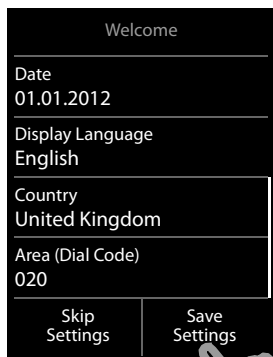 Welcome
Date
01.01.2012
Display Language
English
Country
United Kingdom
Area (Dial Code)
020
Skip
Settings
Save
Settings